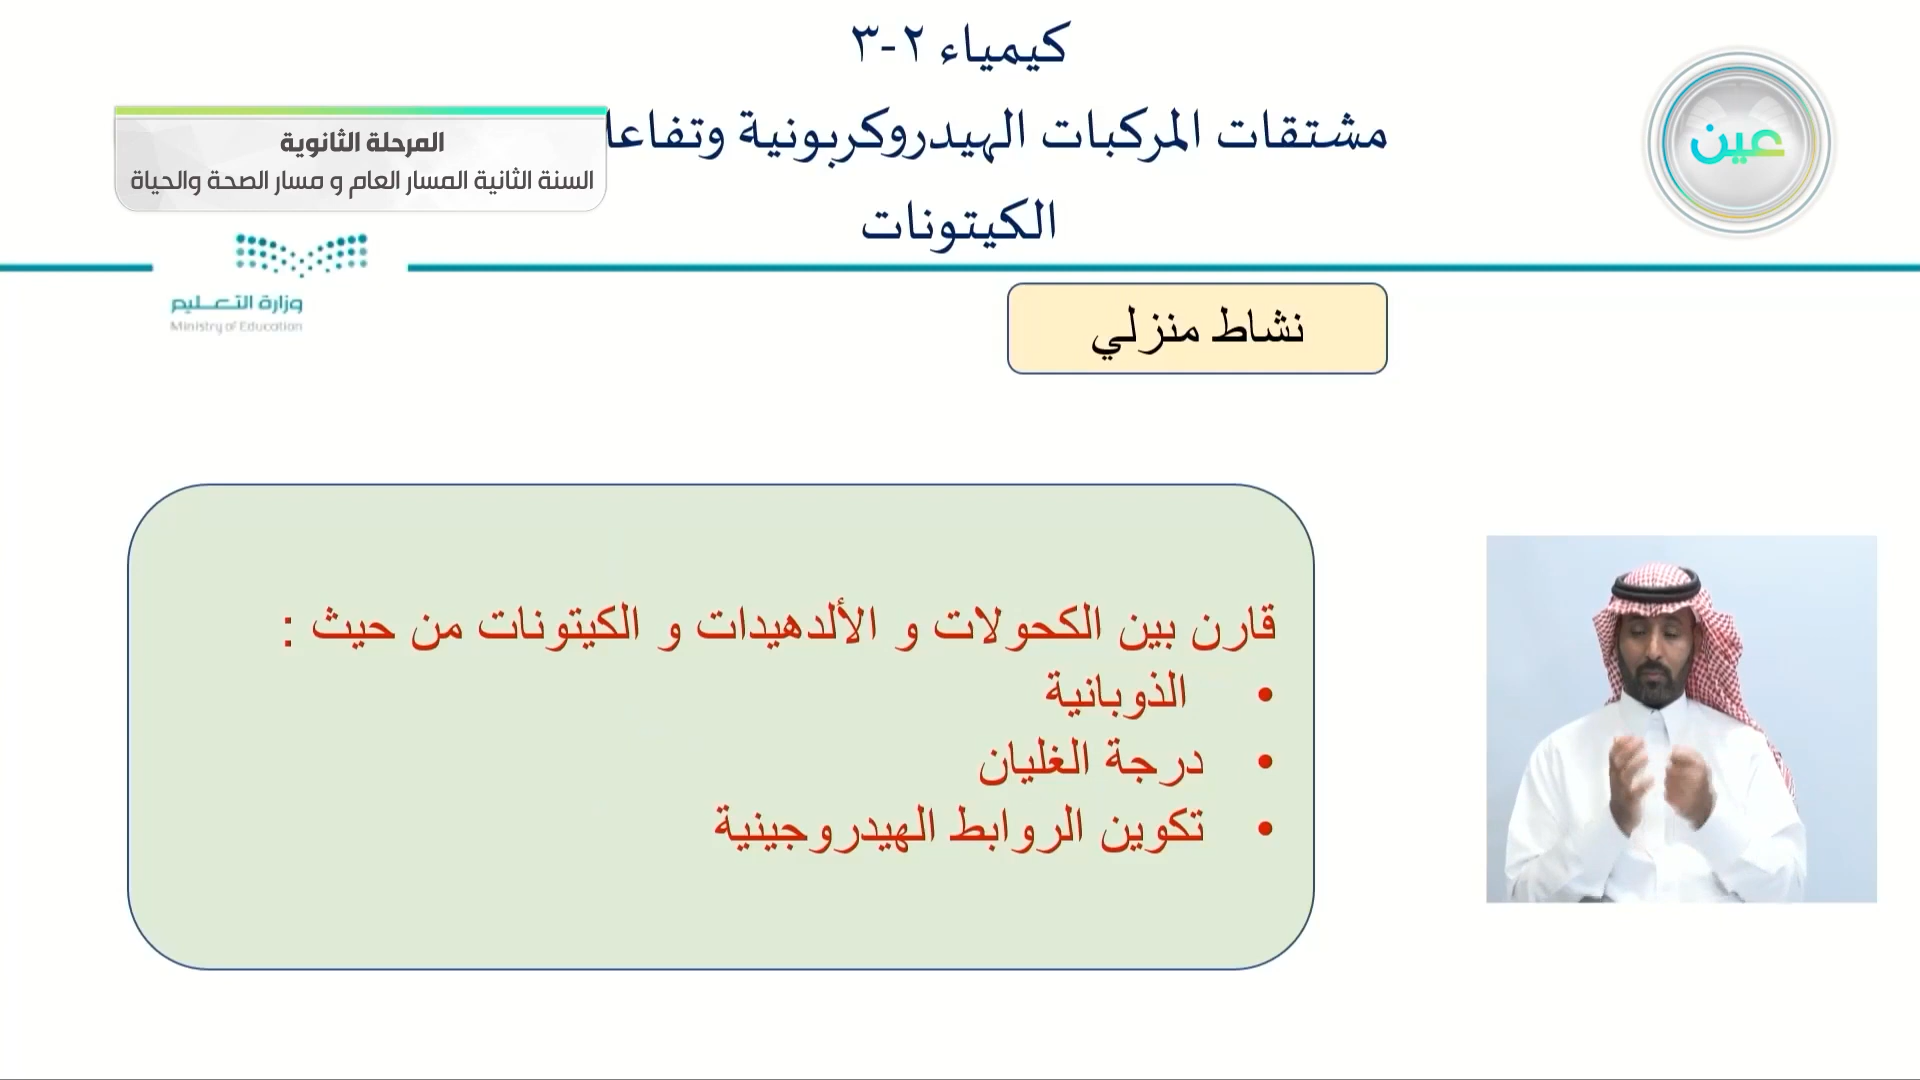 كيمياء ٢-٣
مشتقات المركبات الهيدروكربونية وتفاعا
الكيتونات
المرحلة الثانوية
السنة الثانية المسار العام و مسار الصحة والحياة
عين
وزارة التعليم
Ministry of Education
نشاط منزلي
قارن بين الكحولات و الألدهيدات و الكيتونات من حيث :
• الذوبانية
• درجة الغليان
• تكوين الروابط الهيدروجينية